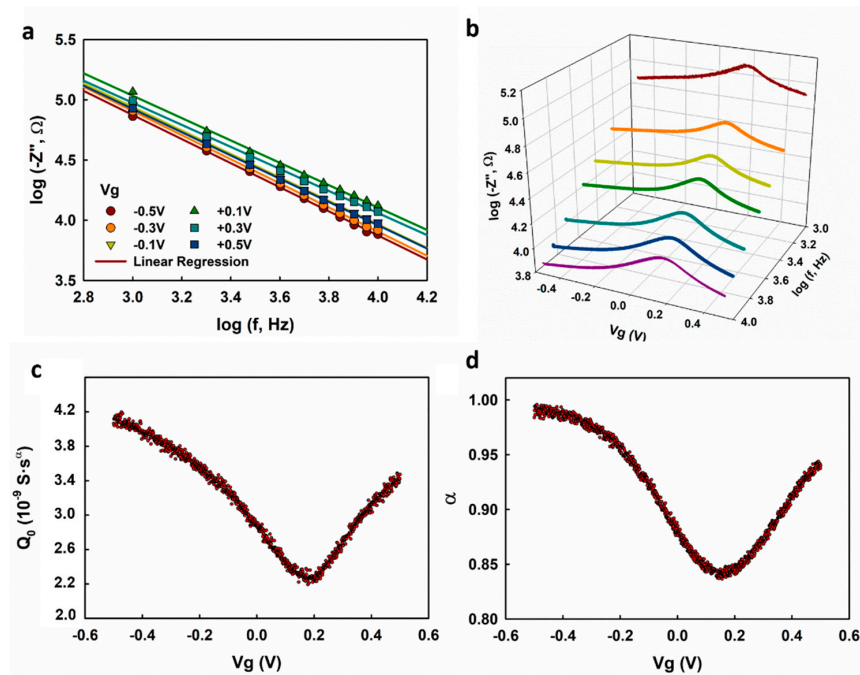 a
5.5
5.0
4.5
4.0
3.5
log (-Z", Ω)
Vg
-0.5V
+0.1V
-0.3V
+0.3V
-0.1V
+0.5V
Linear Regression
2.8 3.0 3.2 3.4 3.6 3.8 4.0 4.2
log (f, Hz)
b
5.2
5.0
4.8
4.6
4.4
4.2
4.0
3.8
log (-Z", Ω)
-0.4 -0.2 0.0 0.2 0.4
Vg (V)
3.0
3.2
3.4
3.6
3.8
4.0
log (f, Hz)
c
4.2
3.8
3.4
3.0
2.6
2.2
2.0
Q₀ (10⁻⁹ S·sᵅ)
-0.6 -0.4 -0.2 0.0 0.2 0.4 0.6
Vg (V)
d
1.00
0.95
0.90
0.85
0.80
α
-0.6 -0.4 -0.2 0.0 0.2 0.4 0.6
Vg (V)